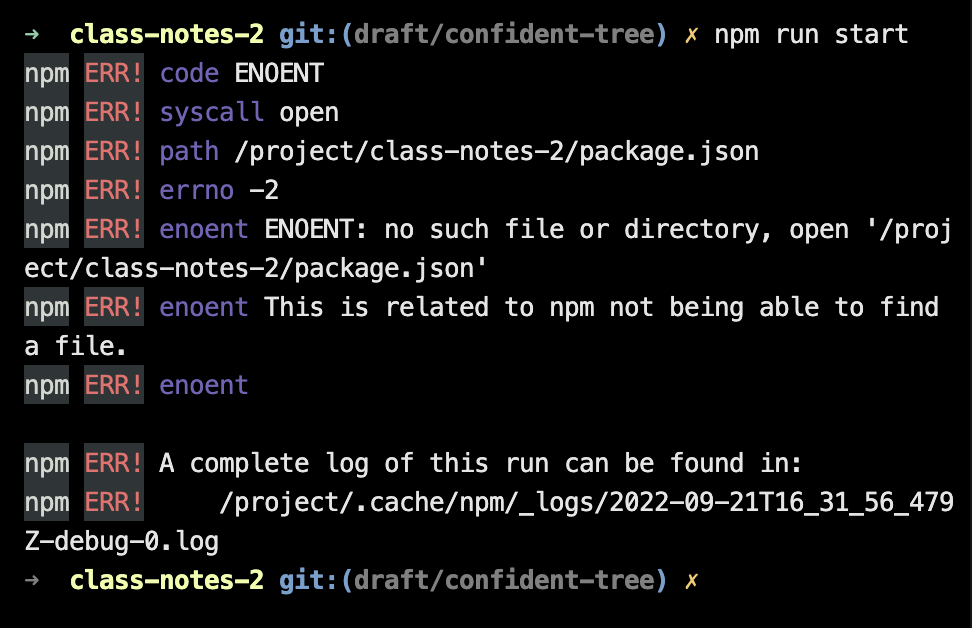 →  class-notes-2 git:(draft/confident-tree) ✗ npm run start
npm ERR! code ENOENT
npm ERR! syscall open
npm ERR! path /project/class-notes-2/package.json
npm ERR! errno -2
npm ERR! enoent ENOENT: no such file or directory, open '/proj
ect/class-notes-2/package.json'
npm ERR! enoent This is related to npm not being able to find
a file.
npm ERR! enoent
npm ERR! A complete log of this run can be found in:
npm ERR!     /project/.cache/npm/_logs/2022-09-21T16_31_56_479
Z-debug-0.log
→  class-notes-2 git:(draft/confident-tree) ✗